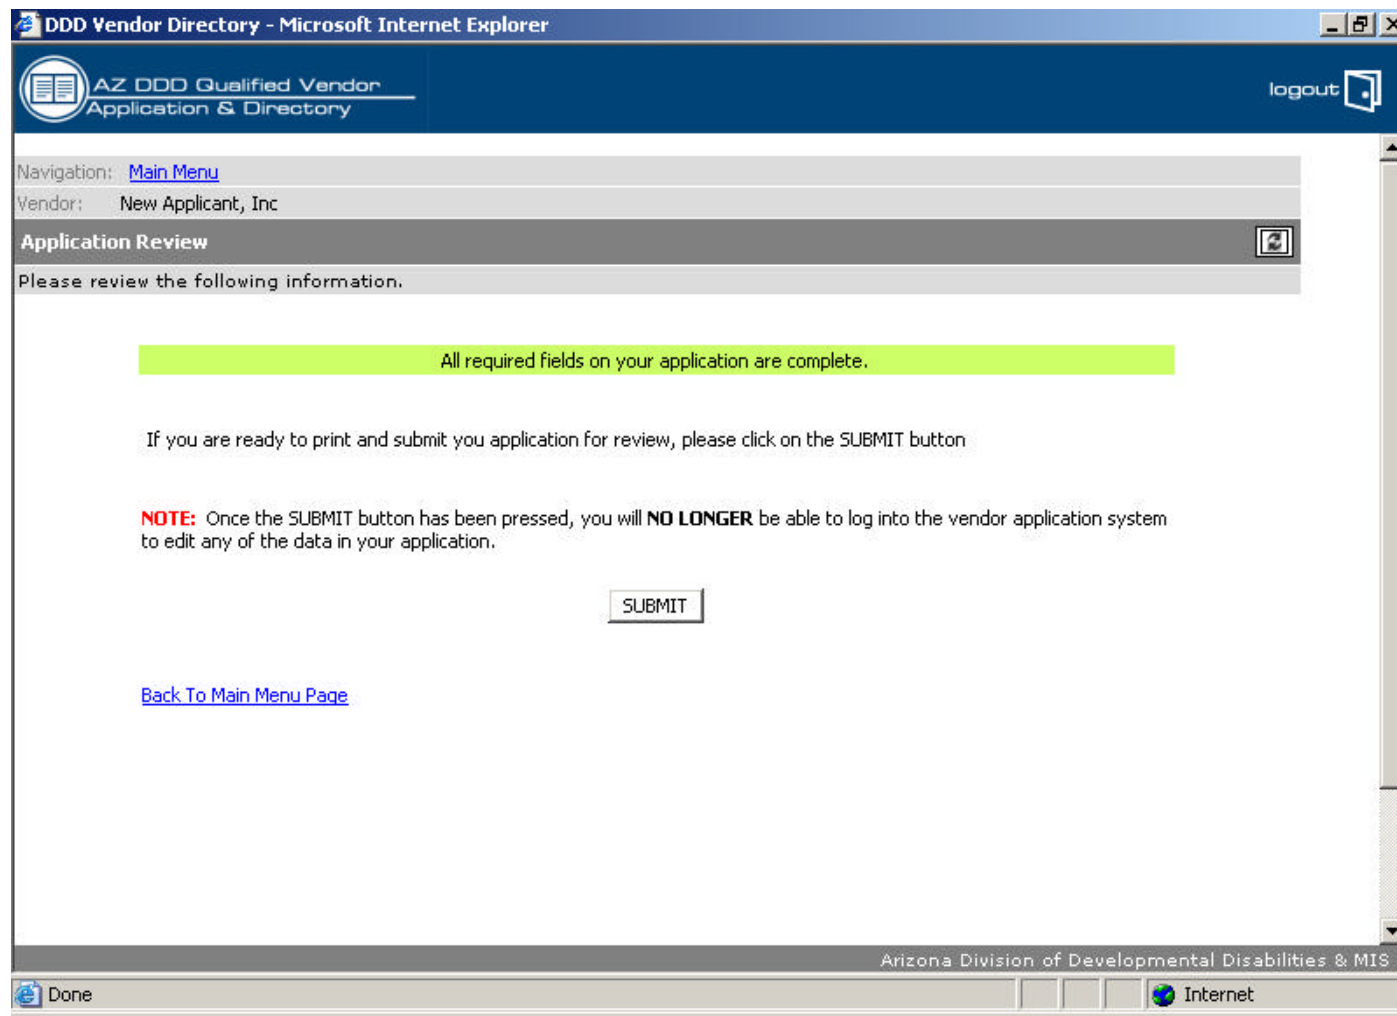 DDD Vendor Directory - Microsoft Internet Explorer
AZ DDD Qualified Vendor
Application & Directory
logout
Navigation: Main Menu
Vendor: New Applicant, Inc
Application Review
Please review the following information.
All required fields on your application are complete.
If you are ready to print and submit you application for review, please click on the SUBMIT button
NOTE: Once the SUBMIT button has been pressed, you will NO LONGER be able to log into the vendor application system
to edit any of the data in your application.
SUBMIT
Back To Main Menu Page
Arizona Division of Developmental Disabilities & MIS
Done
Internet